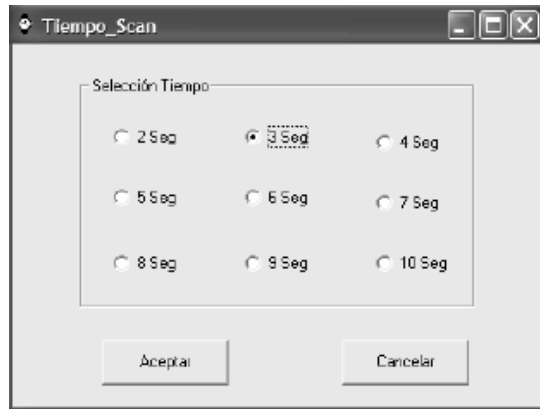 Tiempo_Scan
Selección Tiempo
2 Seg 3 Seg 4 Seg
5 Seg 6 Seg 7 Seg
8 Seg 9 Seg 10 Seg
Aceptar Cancelar